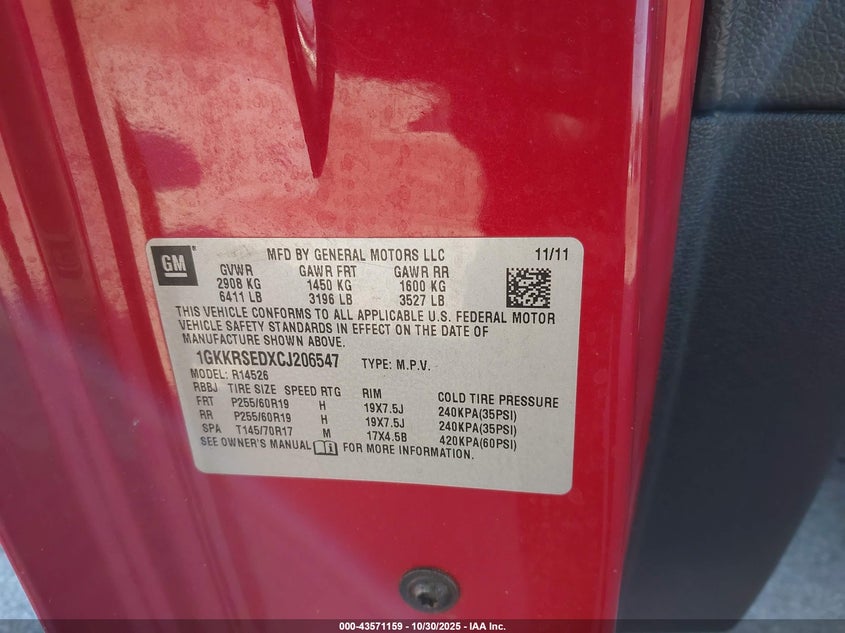 GM MFD BY GENERAL MOTORS LLC 11/11
GVWR GAWR FRT GAWR RR
2908 KG 1450 KG 1600 KG
6411 LB 3196 LB 3527 LB
THIS VEHICLE CONFORMS TO ALL APPLICABLE U.S. FEDERAL MOTOR
VEHICLE SAFETY STANDARDS IN EFFECT ON THE DATE OF
MANUFACTURE SHOWN ABOVE.
1GKKRSEDXCJ206547 TYPE: M.P.V.
MODEL: R14526
RBBJ TIRE SIZE SPEED RTG RIM COLD TIRE PRESSURE
FRT P255/60R19 H 19X7.5J 240KPA(35PSI)
RR P255/60R19 H 19X7.5J 240KPA(35PSI)
SPA T145/70R17 M 17X4.5B 420KPA(60PSI)
SEE OWNER'S MANUAL FOR MORE INFORMATION.
000-43571159 - 10/30/2025 - IAA Inc.